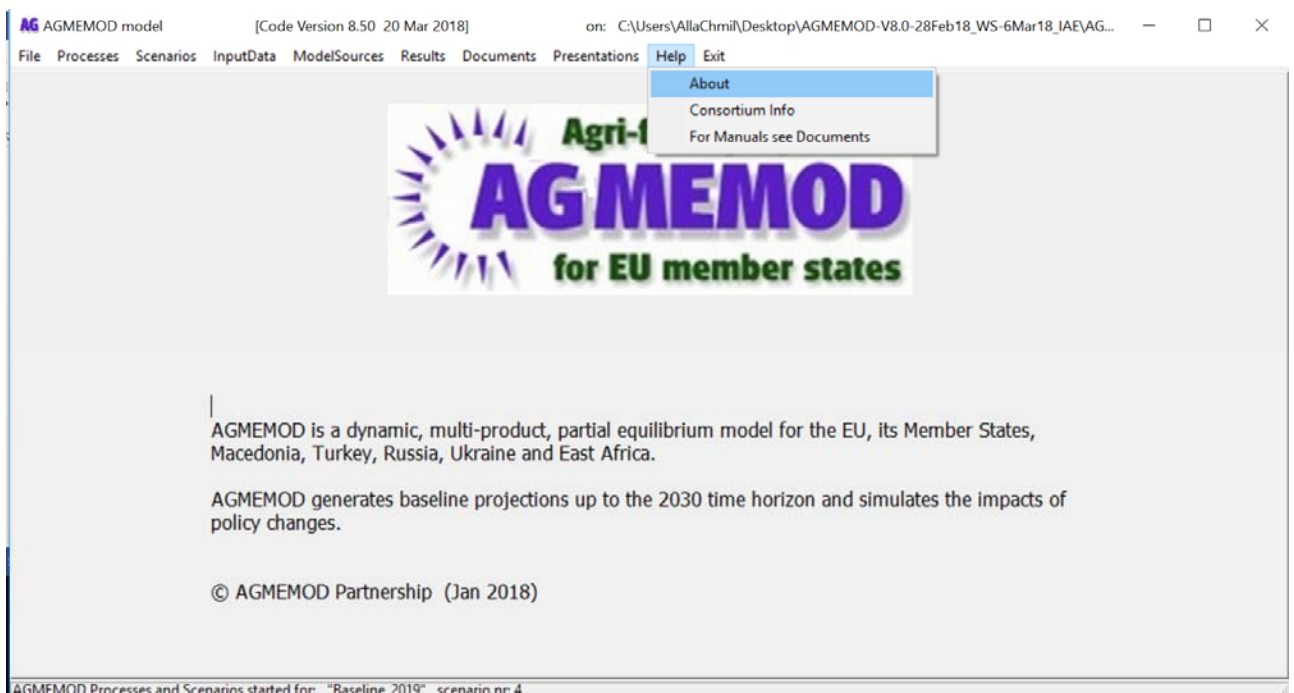 AG AGMEMOD model [Code Version 8.50 20 Mar 2018] on: C:\Users\AllaChmil\Desktop\AGMEMOD-V8.0-28Feb18_WS-6Mar18_IAE\AG...
File Processes Scenarios InputData ModelSources Results Documents Presentations Help Exit
About
Consortium Info
For Manuals see Documents
Agri-f
AGMEMOD
for EU member states
AGMEMOD is a dynamic, multi-product, partial equilibrium model for the EU, its Member States,
Macedonia, Turkey, Russia, Ukraine and East Africa.
AGMEMOD generates baseline projections up to the 2030 time horizon and simulates the impacts of
policy changes.
© AGMEMOD Partnership (Jan 2018)
AGMEMOD Processes and Scenarios started for: "Baseline_2019" scenario nr: 4